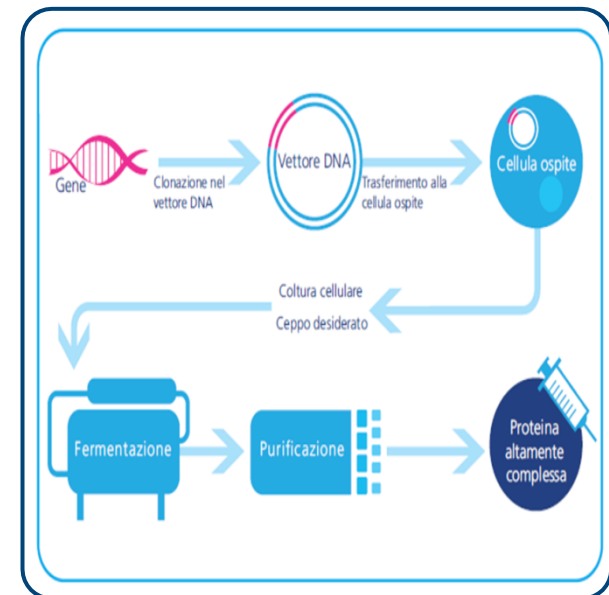 Gene
Clonazione nel
vettore DNA
Vettore DNA
Trasferimento alla
cellula ospite
Cellula ospite
Coltura cellulare
Ceppo desiderato
Fermentazione
Purificazione
Proteina
altamente
complessa